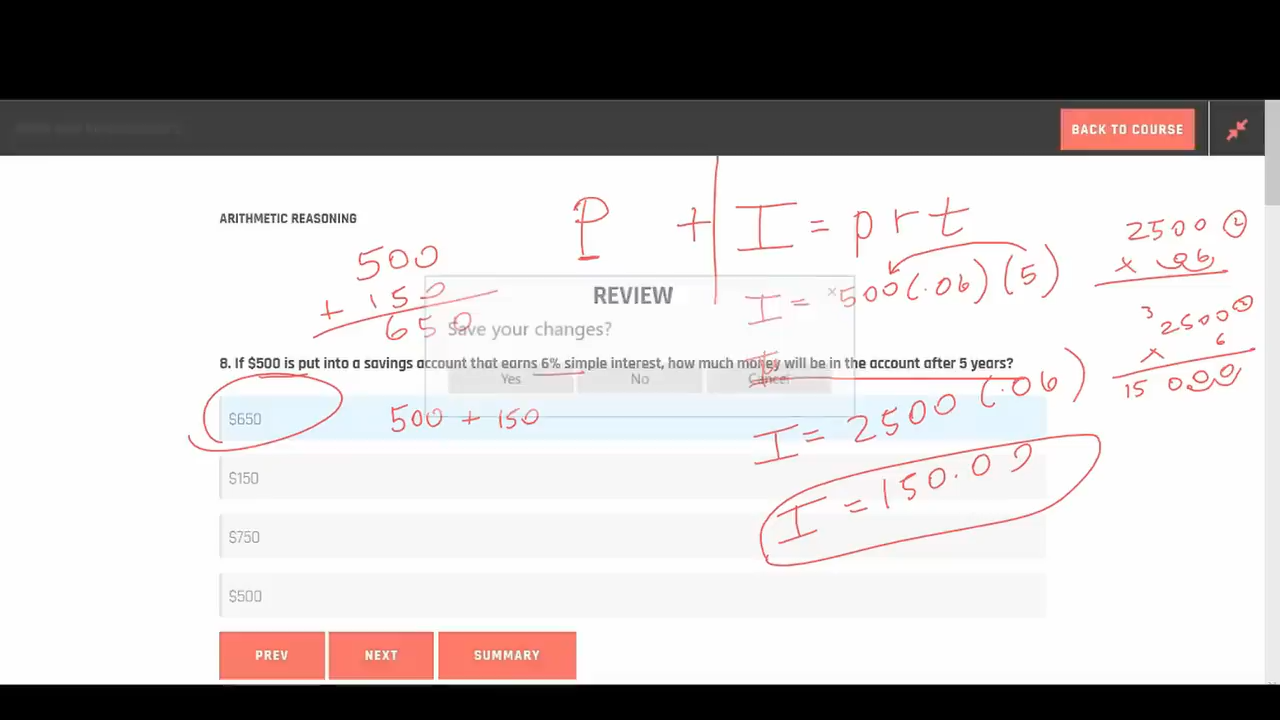 BACK TO COURSE
ARITHMETIC REASONING
P + I = prt
500
+ 150
650
I = 500(.06)(5)
2500
× .06
REVIEW
×
Save your changes?
8. If $500 is put into a savings account that earns 6% simple interest, how much money will be in the account after 5 years?
Yes No Cancel
3
2500
× 6
15000
$650
500 + 150
I = 2500 (.06)
$150
I = 150.00
$750
$500
PREV NEXT SUMMARY